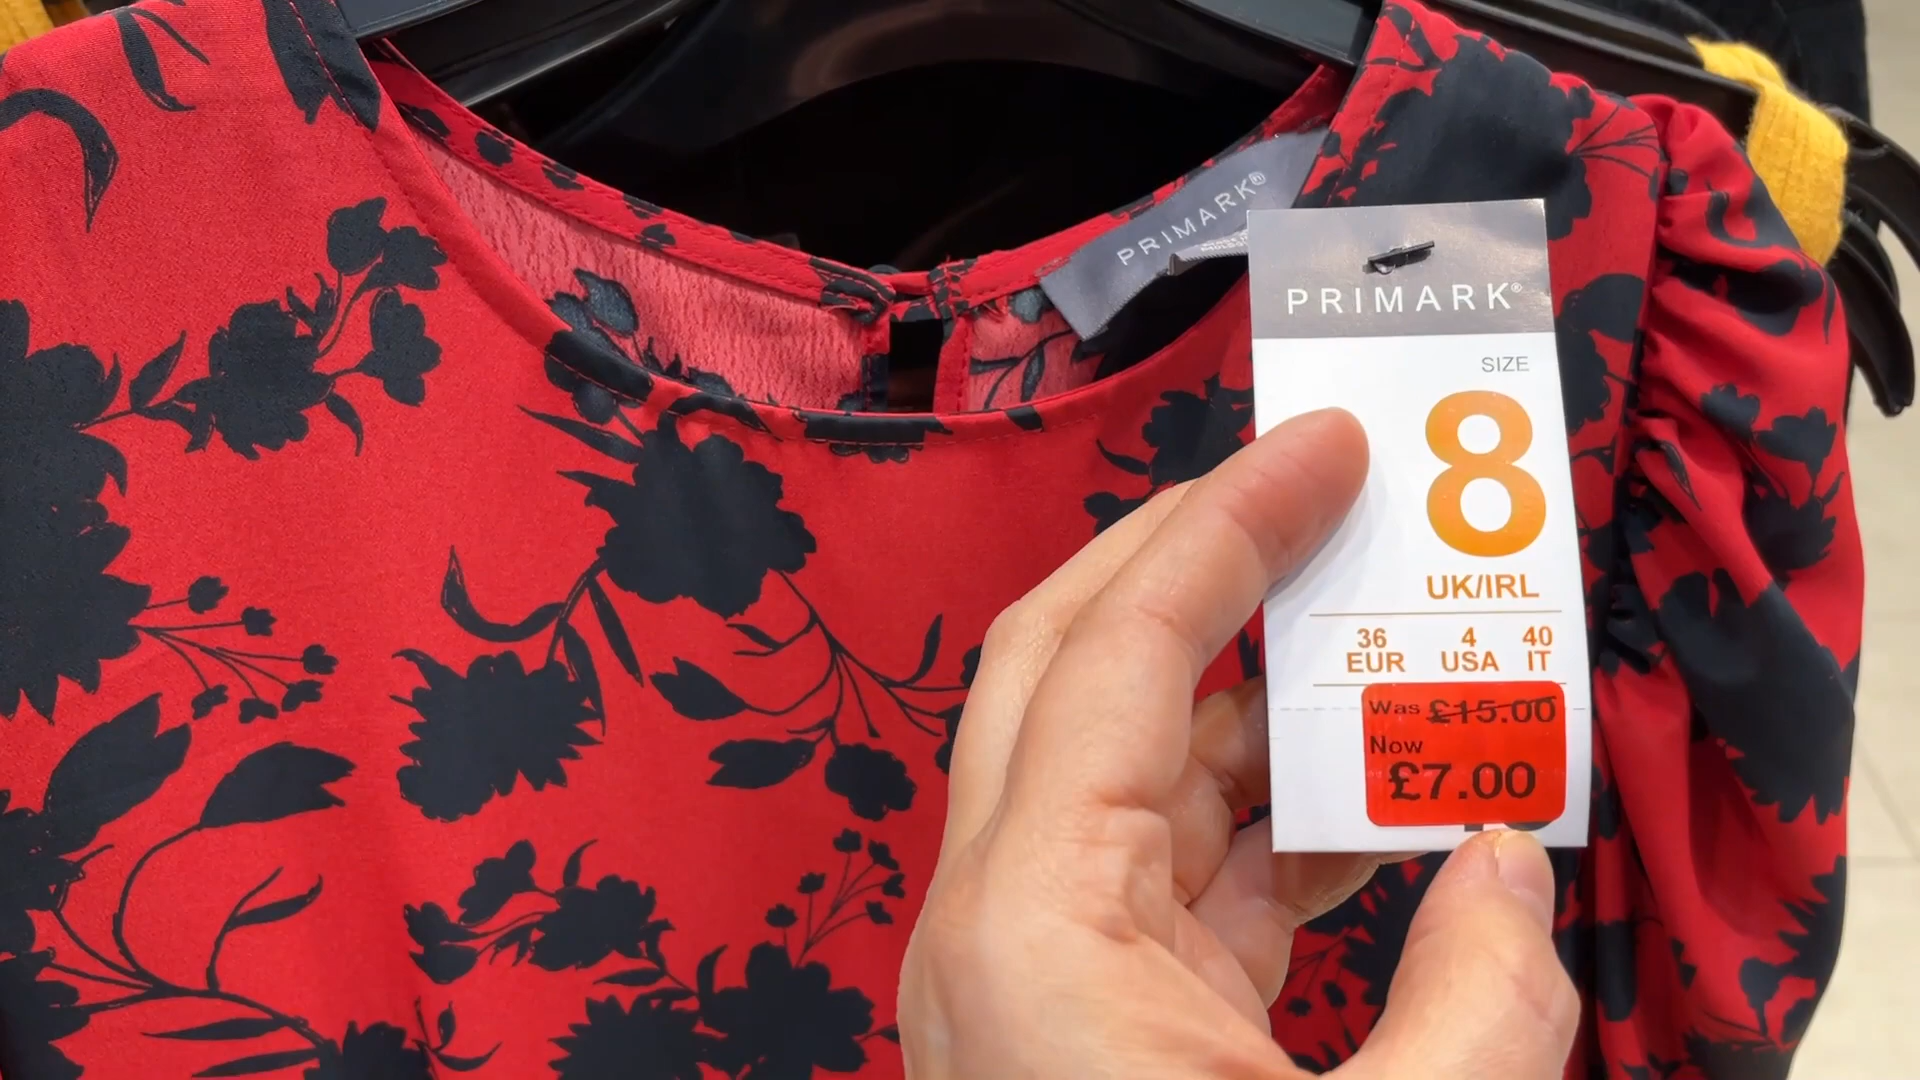 PRIMARK®
PRIMARK®
SIZE
8
UK/IRL
36 4 40
EUR USA IT
Was £15.00
Now
£7.00